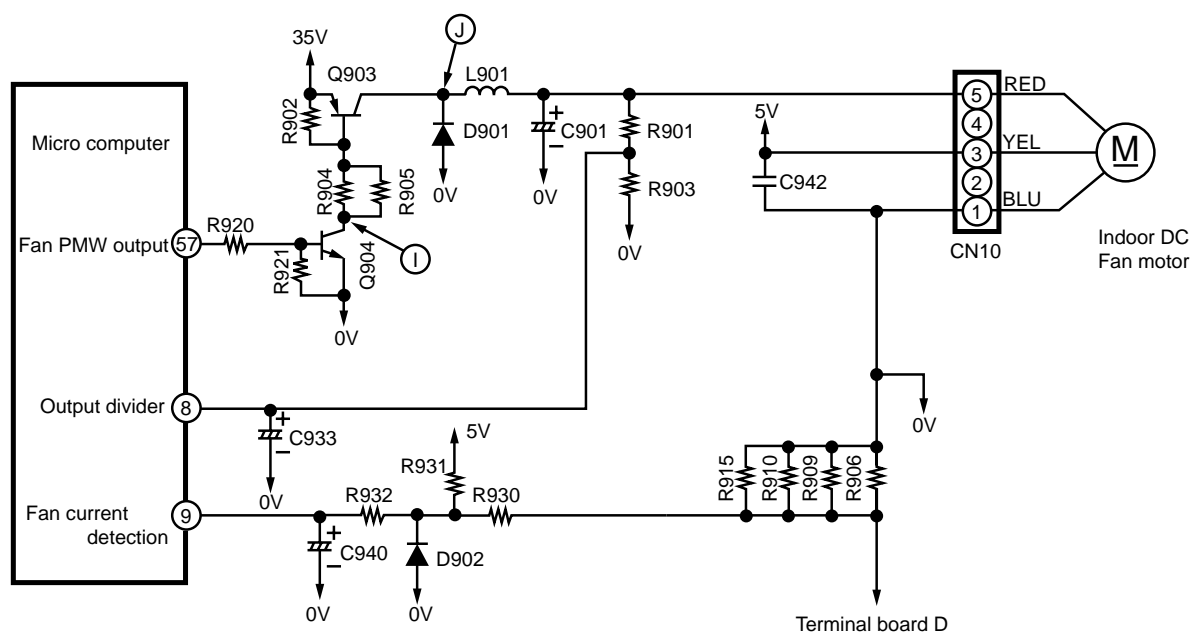 35V
J
Q903
L901
R902
D901
C901
+
−
R901
RED
5
4
YEL
3
2
BLU
1
M
5V
C942
CN10
Indoor DC
Fan motor
Micro computer
R904
R905
0V
0V
R903
0V
R920
Fan PMW output
57
R921
Q904
I
0V
Output divider
8
+
C933
−
0V
5V
R931
0V
R915
R910
R909
R906
Fan current
detection
9
R932
R930
+
C940
−
D902
0V
0V
Terminal board D